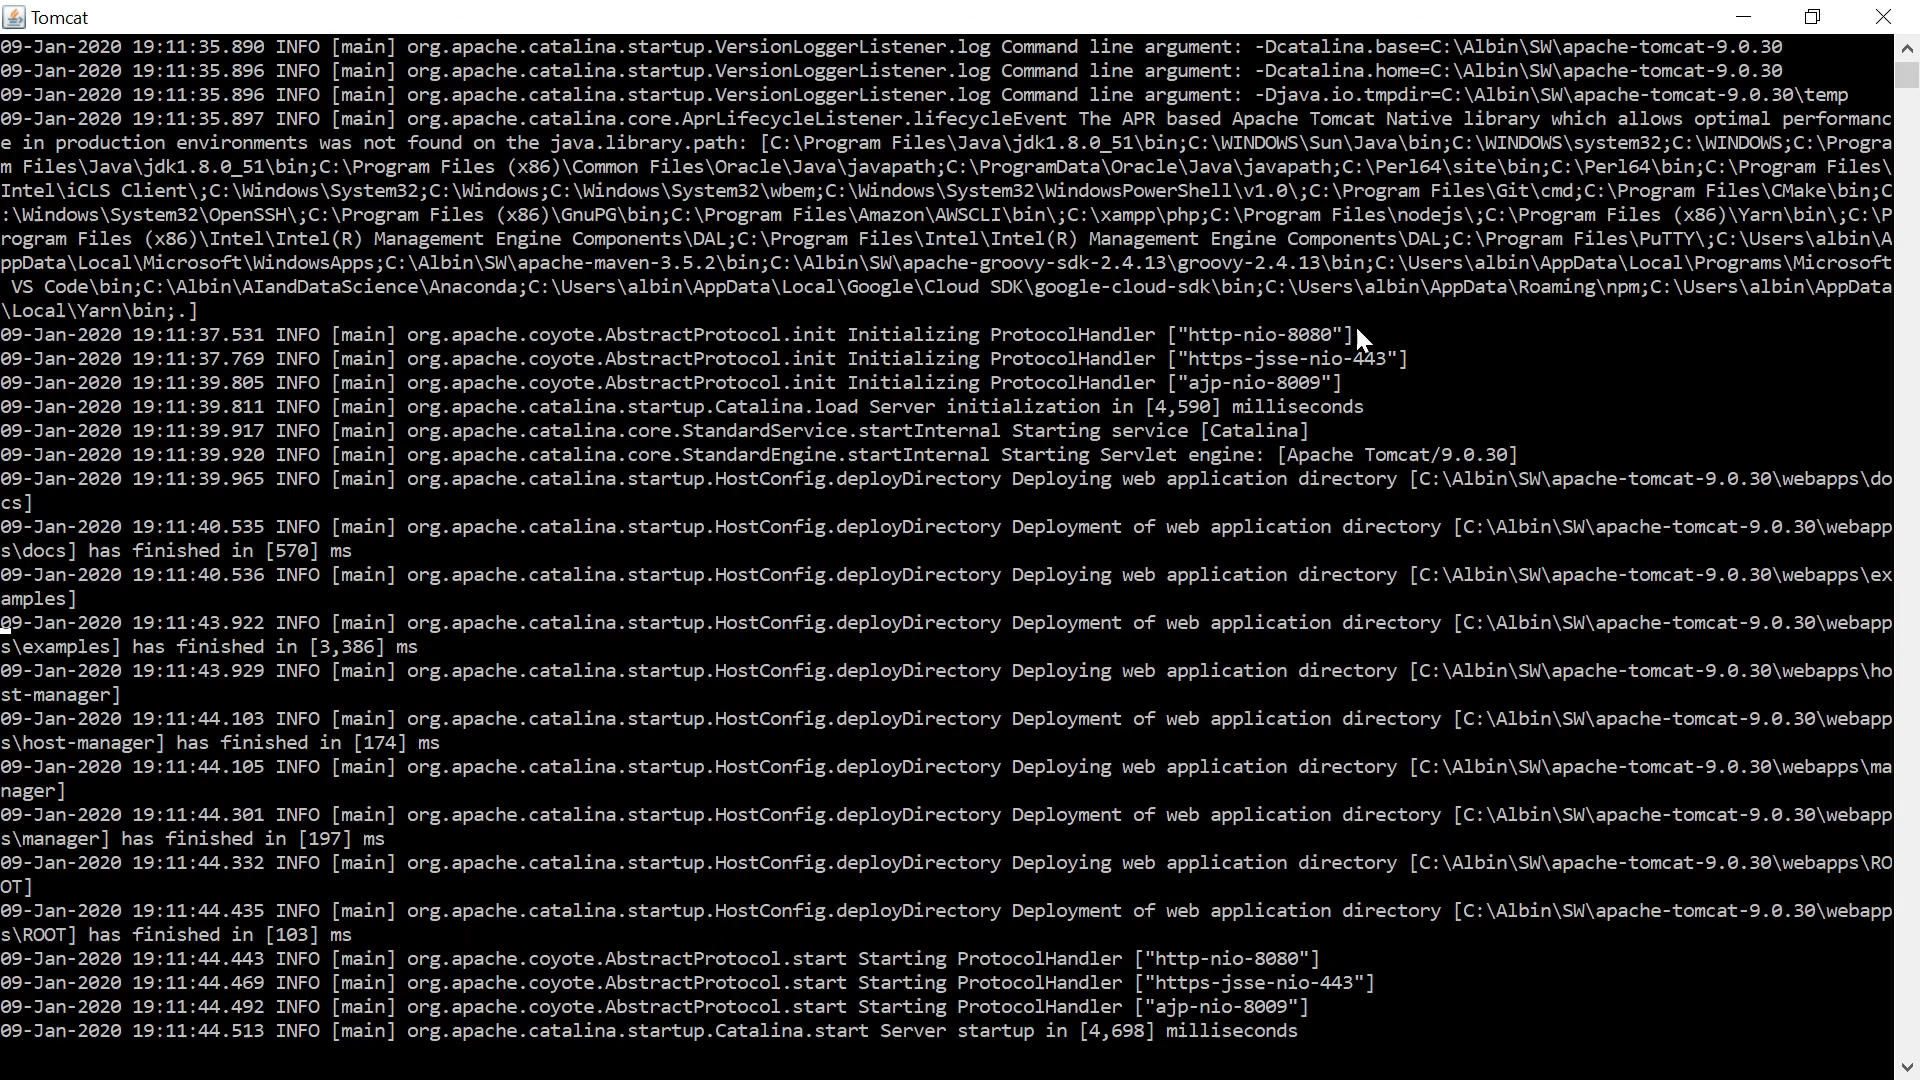 Tomcat
09-Jan-2020 19:11:35.890 INFO [main] org.apache.catalina.startup.VersionLoggerListener.log Command line argument: -Dcatalina.base=C:\Albin\SW\apache-tomcat-9.0.30
09-Jan-2020 19:11:35.896 INFO [main] org.apache.catalina.startup.VersionLoggerListener.log Command line argument: -Dcatalina.home=C:\Albin\SW\apache-tomcat-9.0.30
09-Jan-2020 19:11:35.896 INFO [main] org.apache.catalina.startup.VersionLoggerListener.log Command line argument: -Djava.io.tmpdir=C:\Albin\SW\apache-tomcat-9.0.30\temp
09-Jan-2020 19:11:35.897 INFO [main] org.apache.catalina.core.AprLifecycleListener.lifecycleEvent The APR based Apache Tomcat Native library which allows optimal performanc
e in production environments was not found on the java.library.path: [C:\Program Files\Java\jdk1.8.0_51\bin;C:\WINDOWS\Sun\Java\bin;C:\WINDOWS\system32;C:\WINDOWS;C:\Progra
m Files\Java\jdk1.8.0_51\bin;C:\Program Files (x86)\Common Files\Oracle\Java\javapath;C:\ProgramData\Oracle\Java\javapath;C:\Perl64\site\bin;C:\Perl64\bin;C:\Program Files\
Intel\iCLS Client\;C:\Windows\System32;C:\Windows;C:\Windows\System32\wbem;C:\Windows\System32\WindowsPowerShell\v1.0\;C:\Program Files\Git\cmd;C:\Program Files\CMake\bin;C
:\Windows\System32\OpenSSH\;C:\Program Files (x86)\GnuPG\bin;C:\Program Files\Amazon\AWSCLI\bin\;C:\xampp\php;C:\Program Files\nodejs\;C:\Program Files (x86)\Yarn\bin\;C:\P
rogram Files (x86)\Intel\Intel(R) Management Engine Components\DAL;C:\Program Files\Intel\Intel(R) Management Engine Components\DAL;C:\Program Files\PuTTY\;C:\Users\albin\A
ppData\Local\Microsoft\WindowsApps;C:\Albin\SW\apache-maven-3.5.2\bin;C:\Albin\SW\apache-groovy-sdk-2.4.13\groovy-2.4.13\bin;C:\Users\albin\AppData\Local\Programs\Microsoft
 VS Code\bin;C:\Albin\AIandDataScience\Anaconda;C:\Users\albin\AppData\Local\Google\Cloud SDK\google-cloud-sdk\bin;C:\Users\albin\AppData\Roaming\npm;C:\Users\albin\AppData
\Local\Yarn\bin;.]
09-Jan-2020 19:11:37.531 INFO [main] org.apache.coyote.AbstractProtocol.init Initializing ProtocolHandler ["http-nio-8080"]
09-Jan-2020 19:11:37.769 INFO [main] org.apache.coyote.AbstractProtocol.init Initializing ProtocolHandler ["https-jsse-nio-443"]
09-Jan-2020 19:11:39.805 INFO [main] org.apache.coyote.AbstractProtocol.init Initializing ProtocolHandler ["ajp-nio-8009"]
09-Jan-2020 19:11:39.811 INFO [main] org.apache.catalina.startup.Catalina.load Server initialization in [4,590] milliseconds
09-Jan-2020 19:11:39.917 INFO [main] org.apache.catalina.core.StandardService.startInternal Starting service [Catalina]
09-Jan-2020 19:11:39.920 INFO [main] org.apache.catalina.core.StandardEngine.startInternal Starting Servlet engine: [Apache Tomcat/9.0.30]
09-Jan-2020 19:11:39.965 INFO [main] org.apache.catalina.startup.HostConfig.deployDirectory Deploying web application directory [C:\Albin\SW\apache-tomcat-9.0.30\webapps\do
cs]
09-Jan-2020 19:11:40.535 INFO [main] org.apache.catalina.startup.HostConfig.deployDirectory Deployment of web application directory [C:\Albin\SW\apache-tomcat-9.0.30\webapp
s\docs] has finished in [570] ms
09-Jan-2020 19:11:40.536 INFO [main] org.apache.catalina.startup.HostConfig.deployDirectory Deploying web application directory [C:\Albin\SW\apache-tomcat-9.0.30\webapps\ex
amples]
09-Jan-2020 19:11:43.922 INFO [main] org.apache.catalina.startup.HostConfig.deployDirectory Deployment of web application directory [C:\Albin\SW\apache-tomcat-9.0.30\webapp
s\examples] has finished in [3,386] ms
09-Jan-2020 19:11:43.929 INFO [main] org.apache.catalina.startup.HostConfig.deployDirectory Deploying web application directory [C:\Albin\SW\apache-tomcat-9.0.30\webapps\ho
st-manager]
09-Jan-2020 19:11:44.103 INFO [main] org.apache.catalina.startup.HostConfig.deployDirectory Deployment of web application directory [C:\Albin\SW\apache-tomcat-9.0.30\webapp
s\host-manager] has finished in [174] ms
09-Jan-2020 19:11:44.105 INFO [main] org.apache.catalina.startup.HostConfig.deployDirectory Deploying web application directory [C:\Albin\SW\apache-tomcat-9.0.30\webapps\ma
nager]
09-Jan-2020 19:11:44.301 INFO [main] org.apache.catalina.startup.HostConfig.deployDirectory Deployment of web application directory [C:\Albin\SW\apache-tomcat-9.0.30\webapp
s\manager] has finished in [197] ms
09-Jan-2020 19:11:44.332 INFO [main] org.apache.catalina.startup.HostConfig.deployDirectory Deploying web application directory [C:\Albin\SW\apache-tomcat-9.0.30\webapps\RO
OT]
09-Jan-2020 19:11:44.435 INFO [main] org.apache.catalina.startup.HostConfig.deployDirectory Deployment of web application directory [C:\Albin\SW\apache-tomcat-9.0.30\webapp
s\ROOT] has finished in [103] ms
09-Jan-2020 19:11:44.443 INFO [main] org.apache.coyote.AbstractProtocol.start Starting ProtocolHandler ["http-nio-8080"]
09-Jan-2020 19:11:44.469 INFO [main] org.apache.coyote.AbstractProtocol.start Starting ProtocolHandler ["https-jsse-nio-443"]
09-Jan-2020 19:11:44.492 INFO [main] org.apache.coyote.AbstractProtocol.start Starting ProtocolHandler ["ajp-nio-8009"]
09-Jan-2020 19:11:44.513 INFO [main] org.apache.catalina.startup.Catalina.start Server startup in [4,698] milliseconds